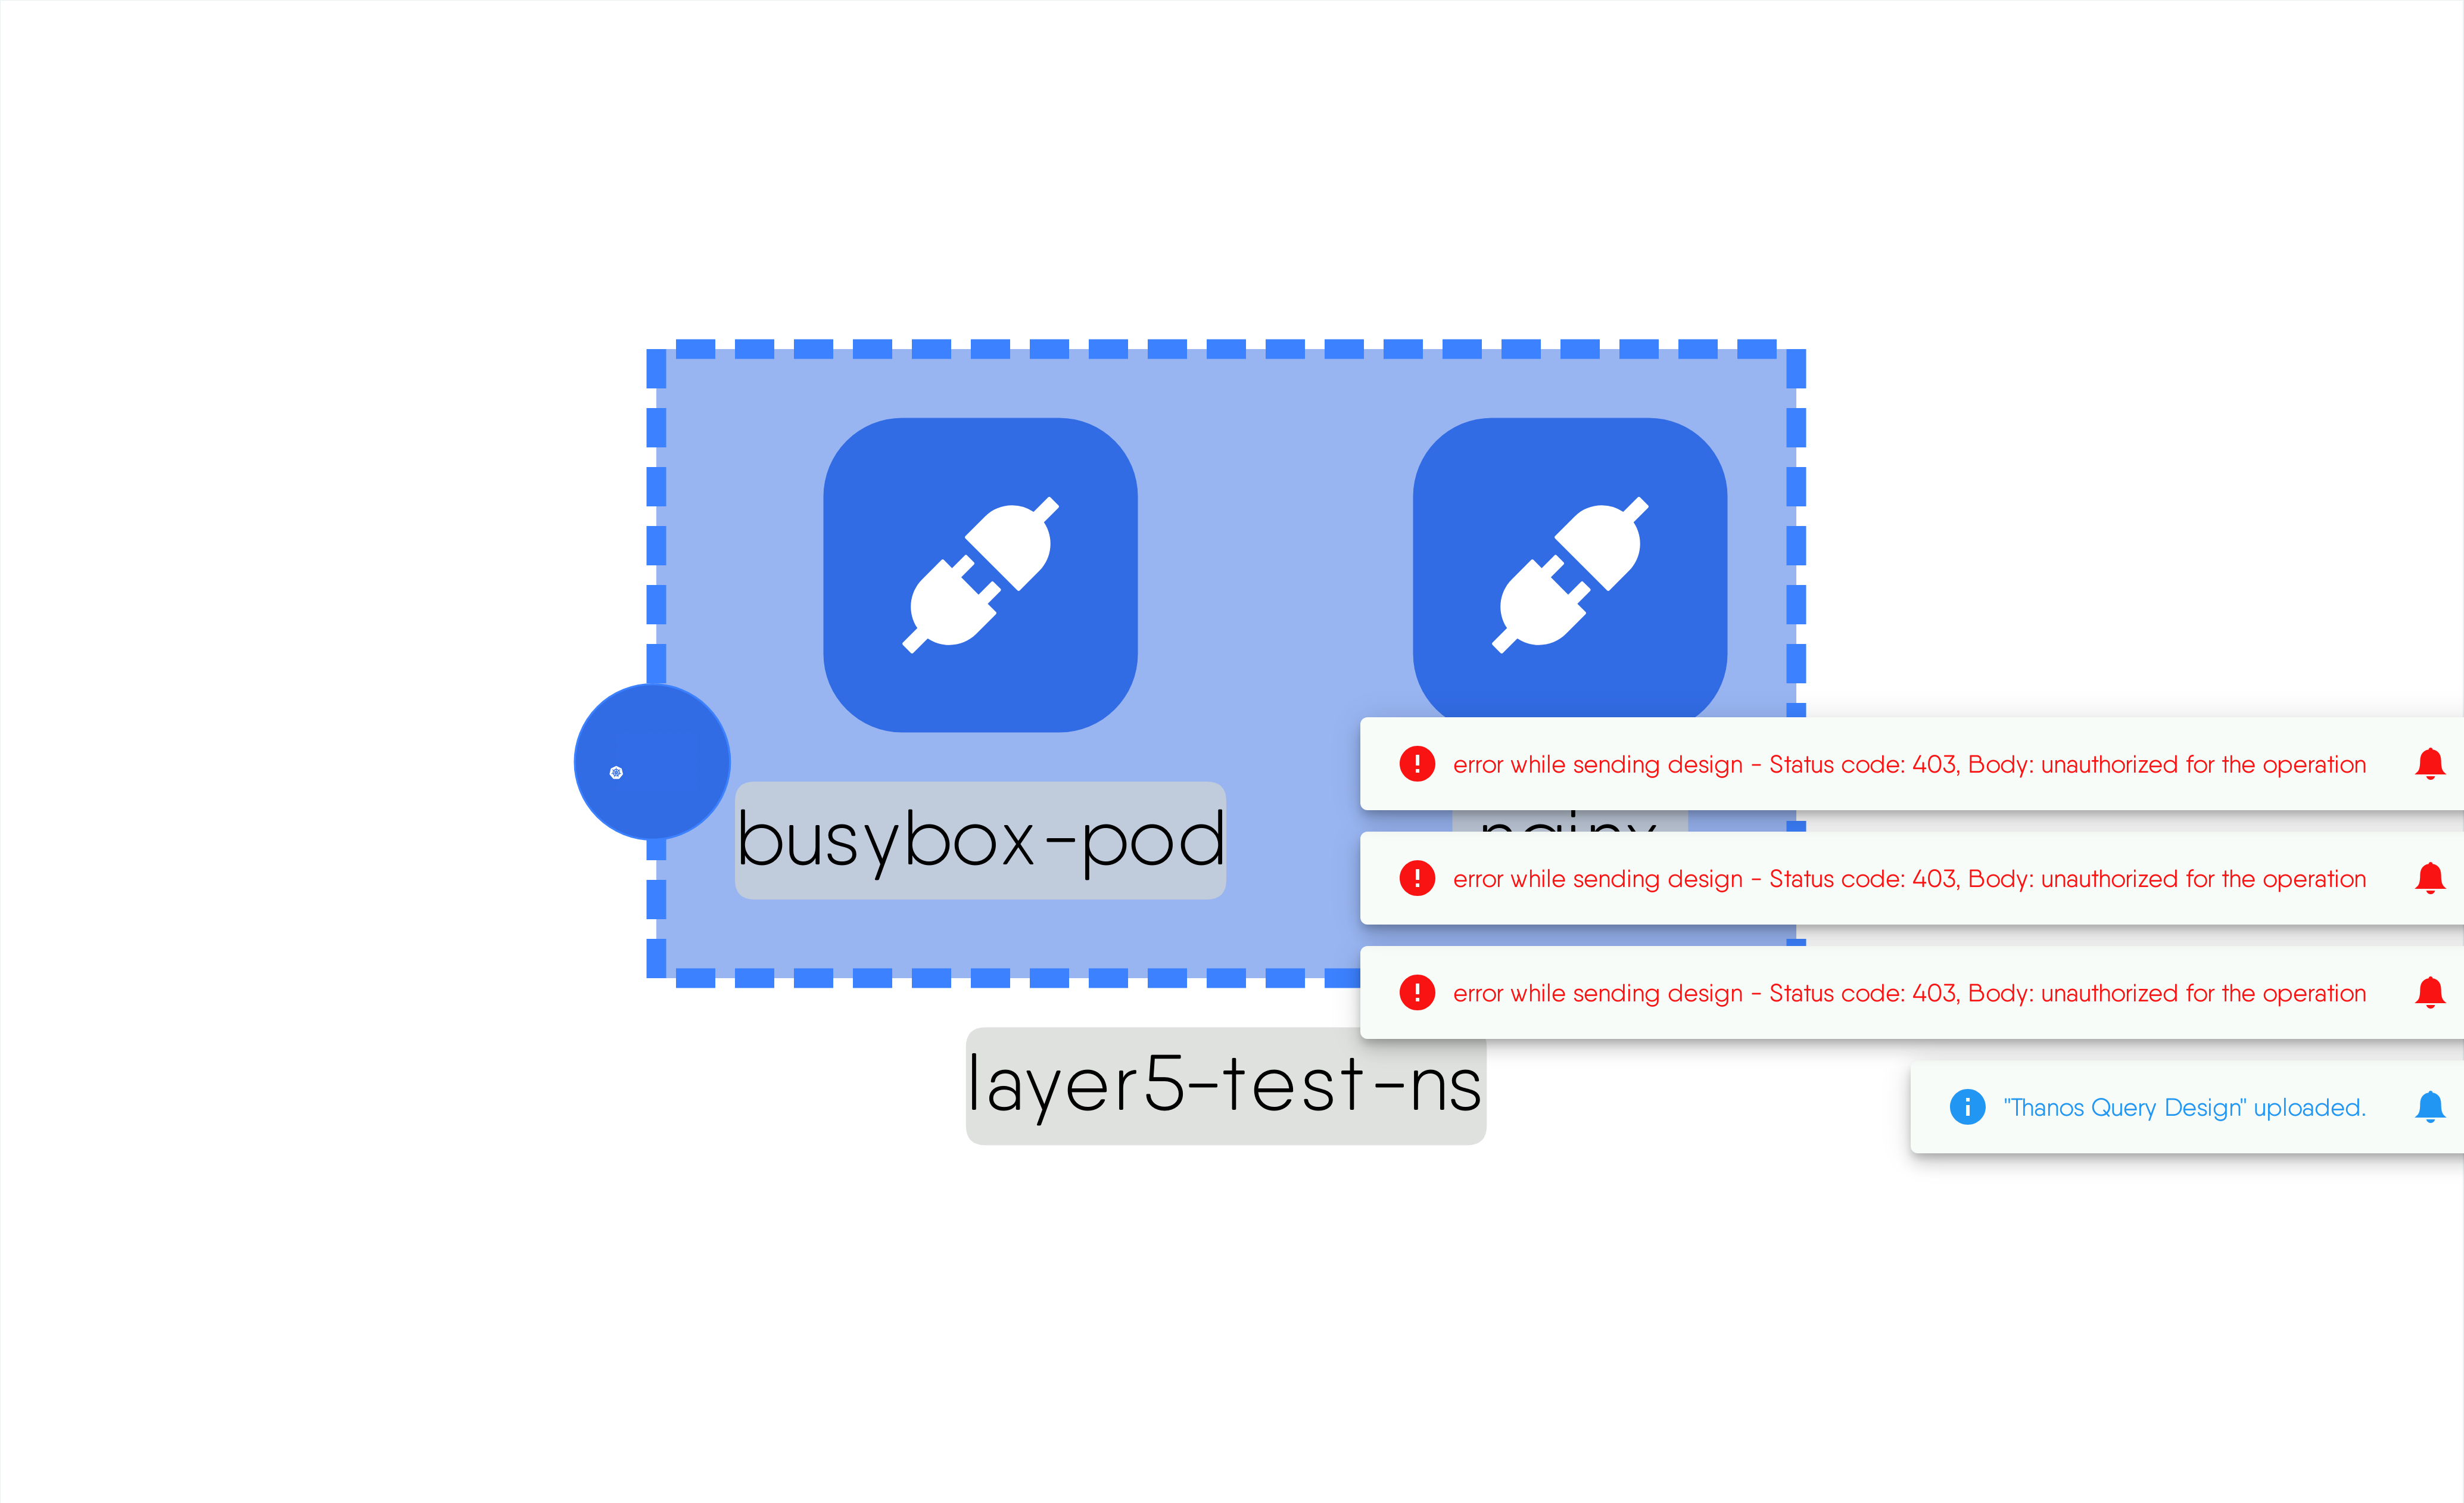 busybox-pod
error while sending design - Status code: 403, Body: unauthorized for the operation
error while sending design - Status code: 403, Body: unauthorized for the operation
error while sending design - Status code: 403, Body: unauthorized for the operation
layer5-test-ns
"Thanos Query Design" uploaded.